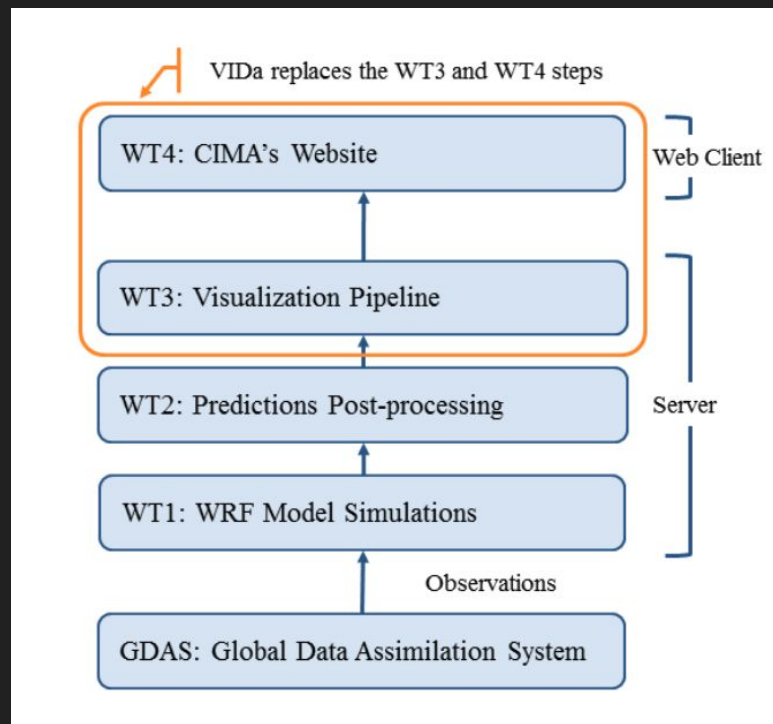 VIDa replaces the WT3 and WT4 steps
WT4: CIMA's Website
Web Client
WT3: Visualization Pipeline
WT2: Predictions Post-processing
Server
WT1: WRF Model Simulations
Observations
GDAS: Global Data Assimilation System